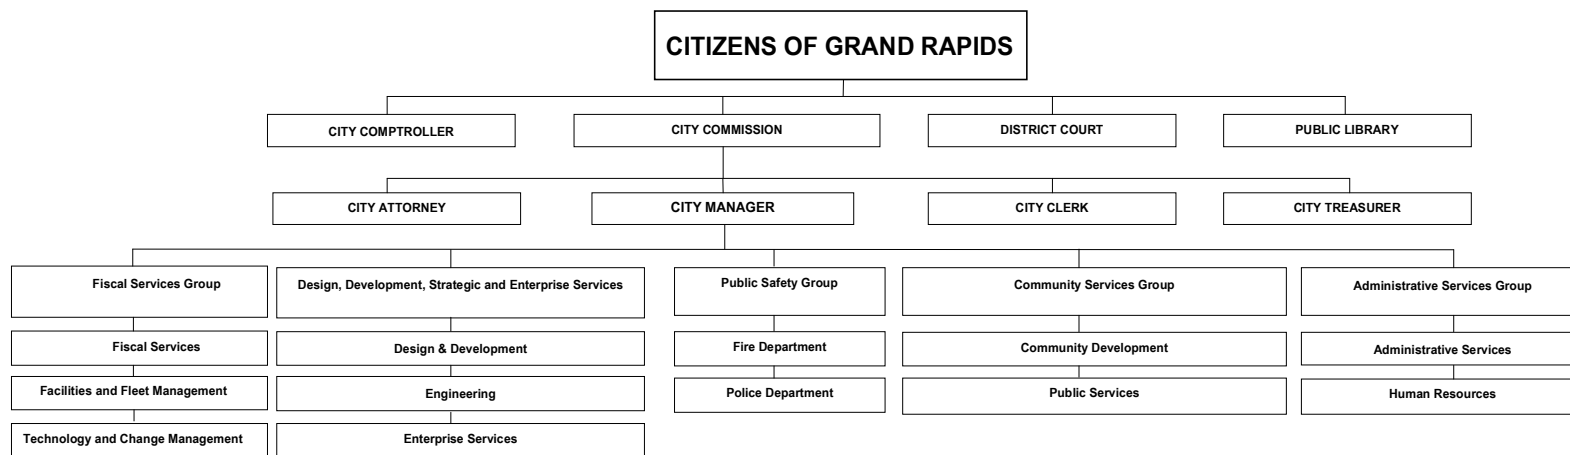 CITIZENS OF GRAND RAPIDS
CITY COMPTROLLER
CITY COMMISSION
DISTRICT COURT
PUBLIC LIBRARY
CITY ATTORNEY
CITY MANAGER
CITY CLERK
CITY TREASURER
Fiscal Services Group
Design, Development, Strategic and Enterprise Services
Public Safety Group
Community Services Group
Administrative Services Group
Fiscal Services
Design & Development
Fire Department
Community Development
Administrative Services
Facilities and Fleet Management
Engineering
Police Department
Public Services
Human Resources
Technology and Change Management
Enterprise Services